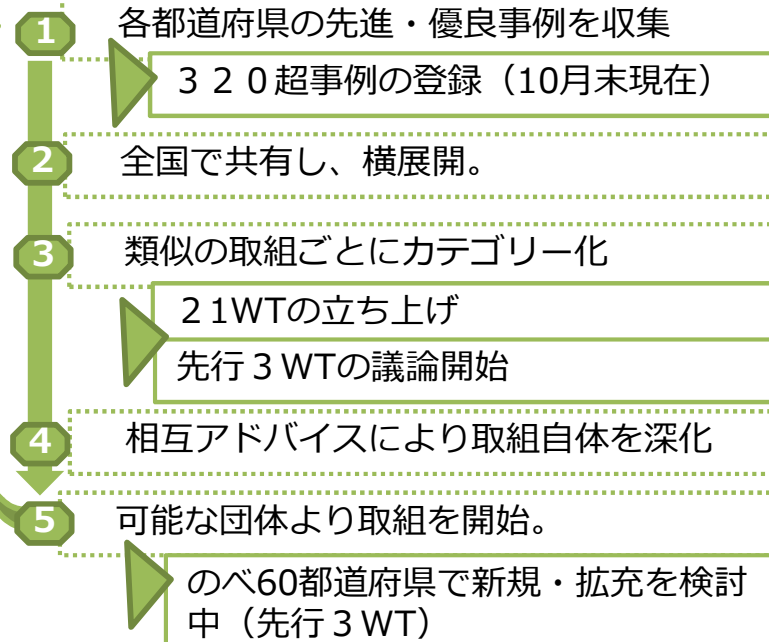 1 各都道府県の先進・優良事例を収集
３２０超事例の登録（10月末現在）
2 全国で共有し、横展開。
3 類似の取組ごとにカテゴリー化
２1WTの立ち上げ
先行３WTの議論開始
4 相互アドバイスにより取組自体を深化
5 可能な団体より取組を開始。
のべ60都道府県で新規・拡充を検討
中（先行３WT）